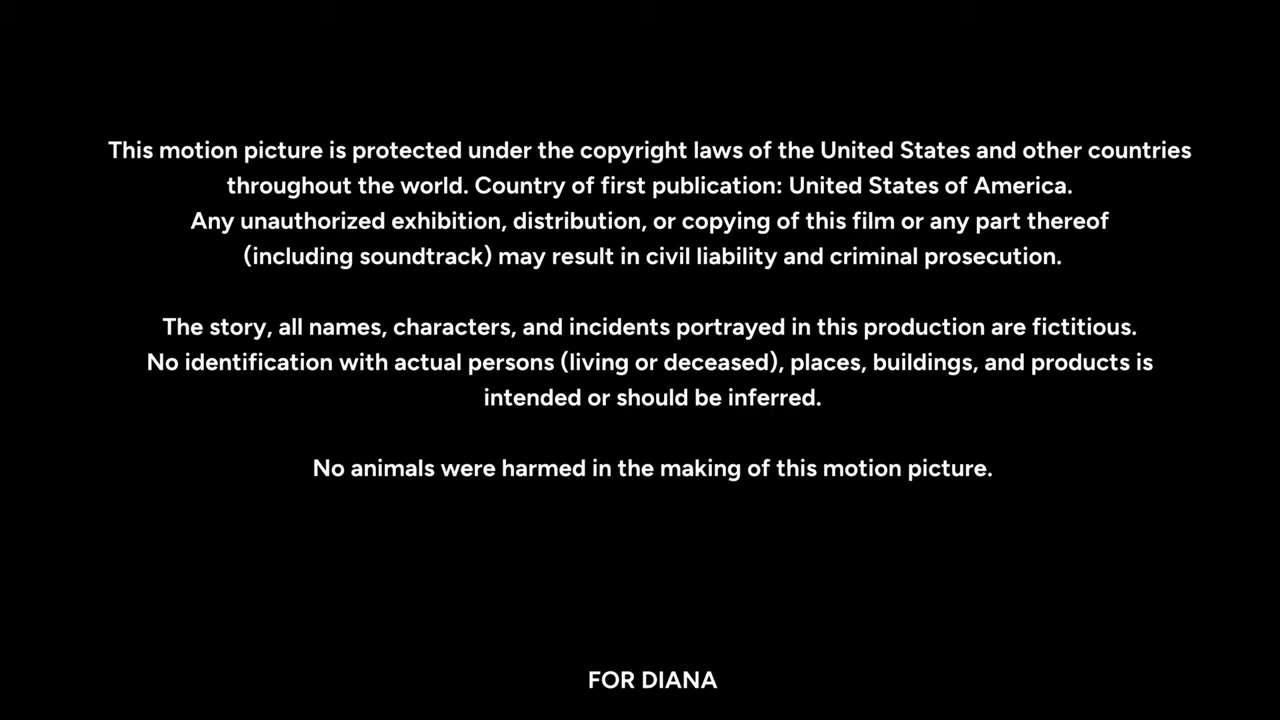 This motion picture is protected under the copyright laws of the United States and other countries
throughout the world. Country of first publication: United States of America.
Any unauthorized exhibition, distribution, or copying of this film or any part thereof
(including soundtrack) may result in civil liability and criminal prosecution.
The story, all names, characters, and incidents portrayed in this production are fictitious.
No identification with actual persons (living or deceased), places, buildings, and products is
intended or should be inferred.
No animals were harmed in the making of this motion picture.
FOR DIANA